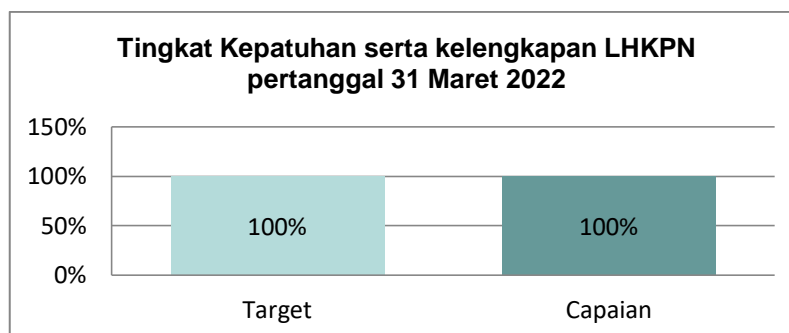 Tingkat Kepatuhan serta kelengkapan LHKPN
pertanggal 31 Maret 2022
150%
100%
50%
0%
100%
100%
Target
Capaian